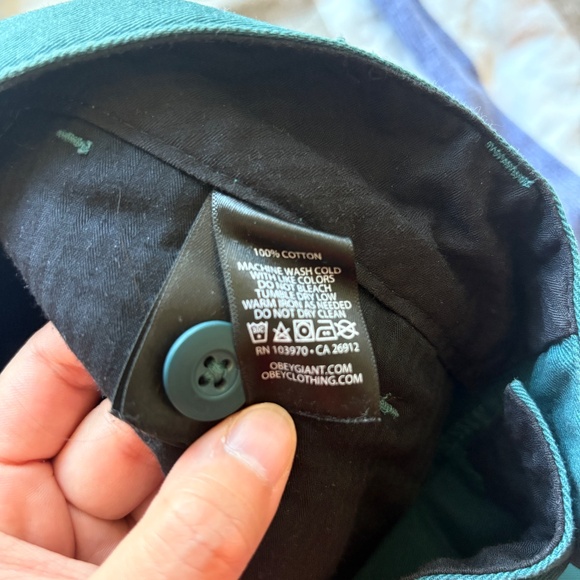 100% COTTON
MACHINE WASH COLD
WITH LIKE COLORS
DO NOT BLEACH
TUMBLE DRY LOW
WARM IRON AS NEEDED
DO NOT DRY CLEAN
RN 103970 • CA 26912
OBEYGIANT.COM
OBEYCLOTHING.COM